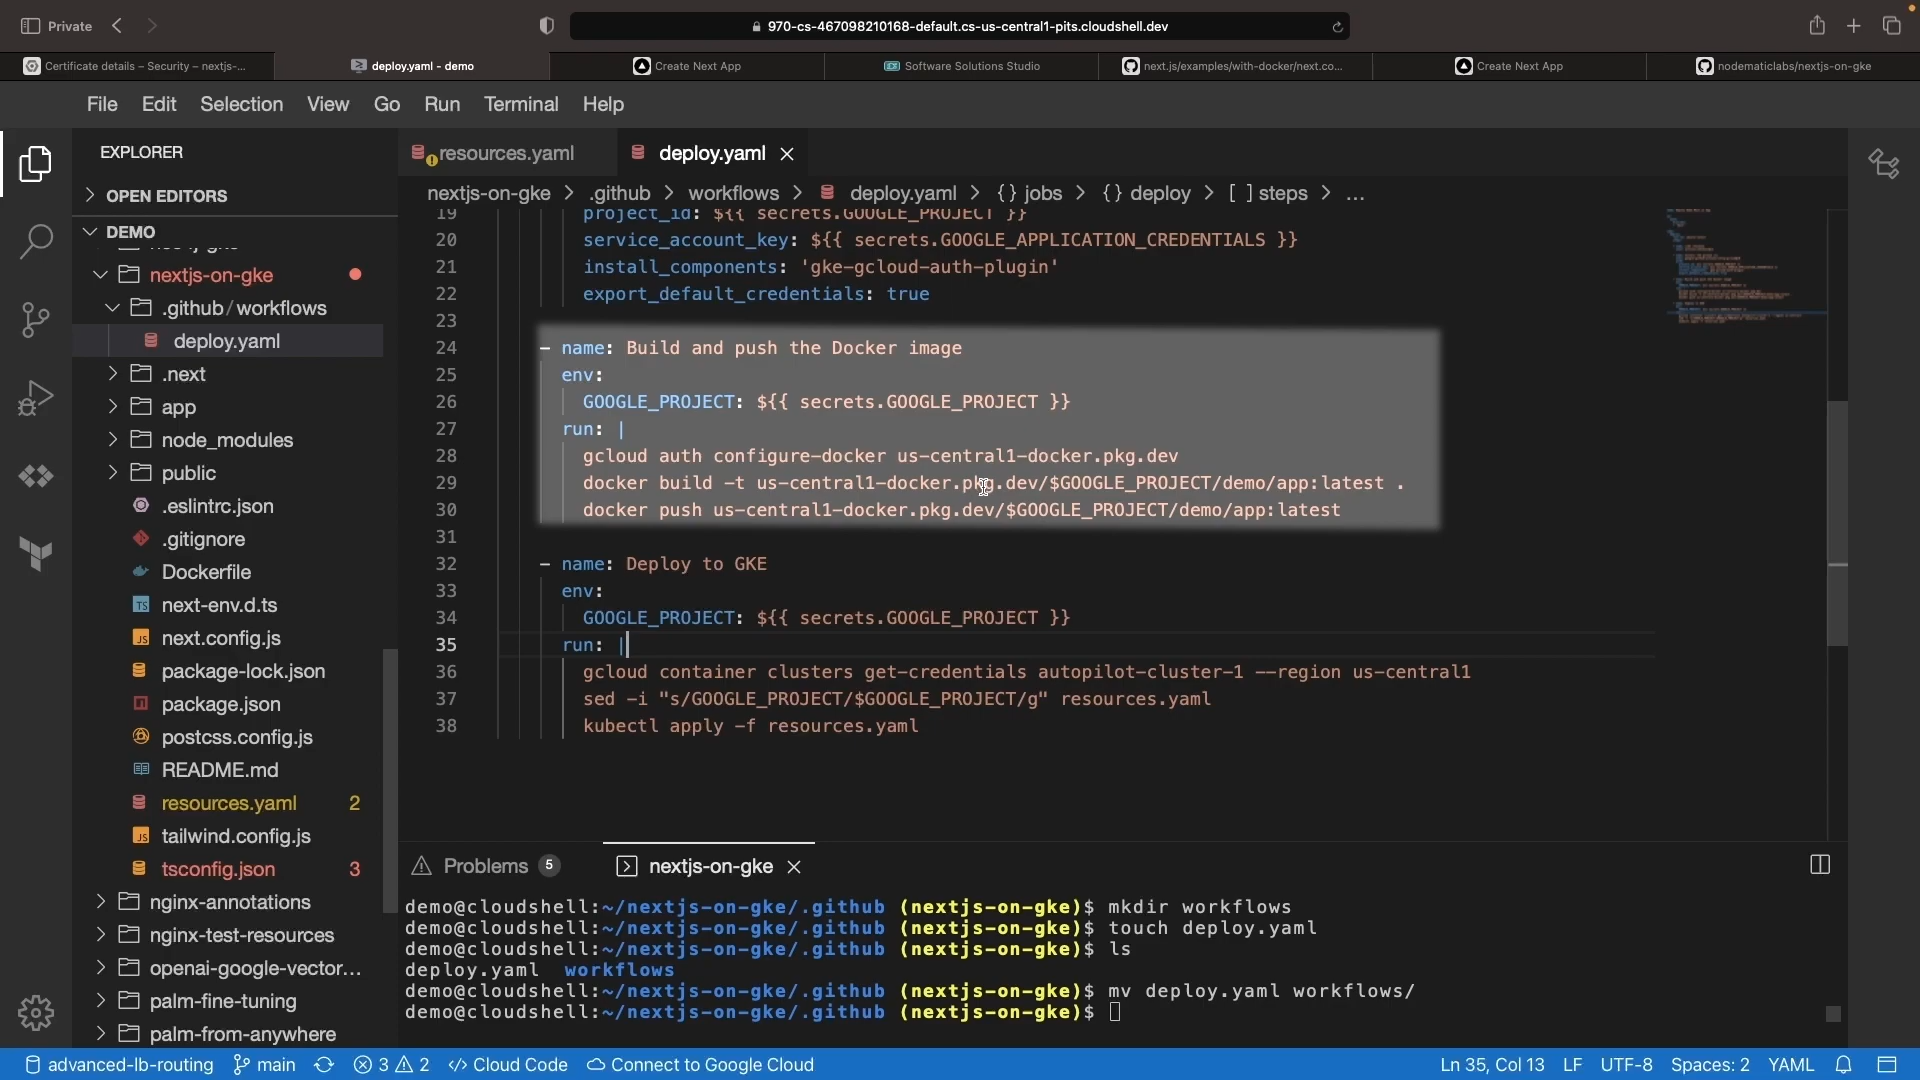 Private
970-cs-467098210168-default.cs-us-central1-pits.cloudshell.dev
Certificate details – Security – nextjs-...
deploy.yaml - demo
Create Next App
Software Solutions Studio
next.js/examples/with-docker/next.co...
Create Next App
nodematiclabs/nextjs-on-gke
File Edit Selection View Go Run Terminal Help
EXPLORER
OPEN EDITORS
DEMO
nextjs-on-gke
.github/workflows
deploy.yaml
.next
app
node_modules
public
.eslintrc.json
.gitignore
Dockerfile
next-env.d.ts
next.config.js
package-lock.json
package.json
postcss.config.js
README.md
resources.yaml 2
tailwind.config.js
tsconfig.json 3
nginx-annotations
nginx-test-resources
openai-google-vector...
palm-fine-tuning
palm-from-anywhere
resources.yaml
deploy.yaml
nextjs-on-gke > .github > workflows > deploy.yaml > {} jobs > {} deploy > [ ] steps > ...
19 project_id: ${{ secrets.GOOGLE_PROJECT }}
20 service_account_key: ${{ secrets.GOOGLE_APPLICATION_CREDENTIALS }}
21 install_components: 'gke-gcloud-auth-plugin'
22 export_default_credentials: true
23
24 - name: Build and push the Docker image
25 env:
26 GOOGLE_PROJECT: ${{ secrets.GOOGLE_PROJECT }}
27 run: |
28 gcloud auth configure-docker us-central1-docker.pkg.dev
29 docker build -t us-central1-docker.pkg.dev/$GOOGLE_PROJECT/demo/app:latest .
30 docker push us-central1-docker.pkg.dev/$GOOGLE_PROJECT/demo/app:latest
31
32 - name: Deploy to GKE
33 env:
34 GOOGLE_PROJECT: ${{ secrets.GOOGLE_PROJECT }}
35 run: |
36 gcloud container clusters get-credentials autopilot-cluster-1 --region us-central1
37 sed -i "s/GOOGLE_PROJECT/$GOOGLE_PROJECT/g" resources.yaml
38 kubectl apply -f resources.yaml
Problems 5
nextjs-on-gke
demo@cloudshell:~/nextjs-on-gke/.github (nextjs-on-gke)$ mkdir workflows
demo@cloudshell:~/nextjs-on-gke/.github (nextjs-on-gke)$ touch deploy.yaml
demo@cloudshell:~/nextjs-on-gke/.github (nextjs-on-gke)$ ls
deploy.yaml workflows
demo@cloudshell:~/nextjs-on-gke/.github (nextjs-on-gke)$ mv deploy.yaml workflows/
demo@cloudshell:~/nextjs-on-gke/.github (nextjs-on-gke)$
advanced-lb-routing main 3 2 Cloud Code Connect to Google Cloud Ln 35, Col 13 LF UTF-8 Spaces: 2 YAML